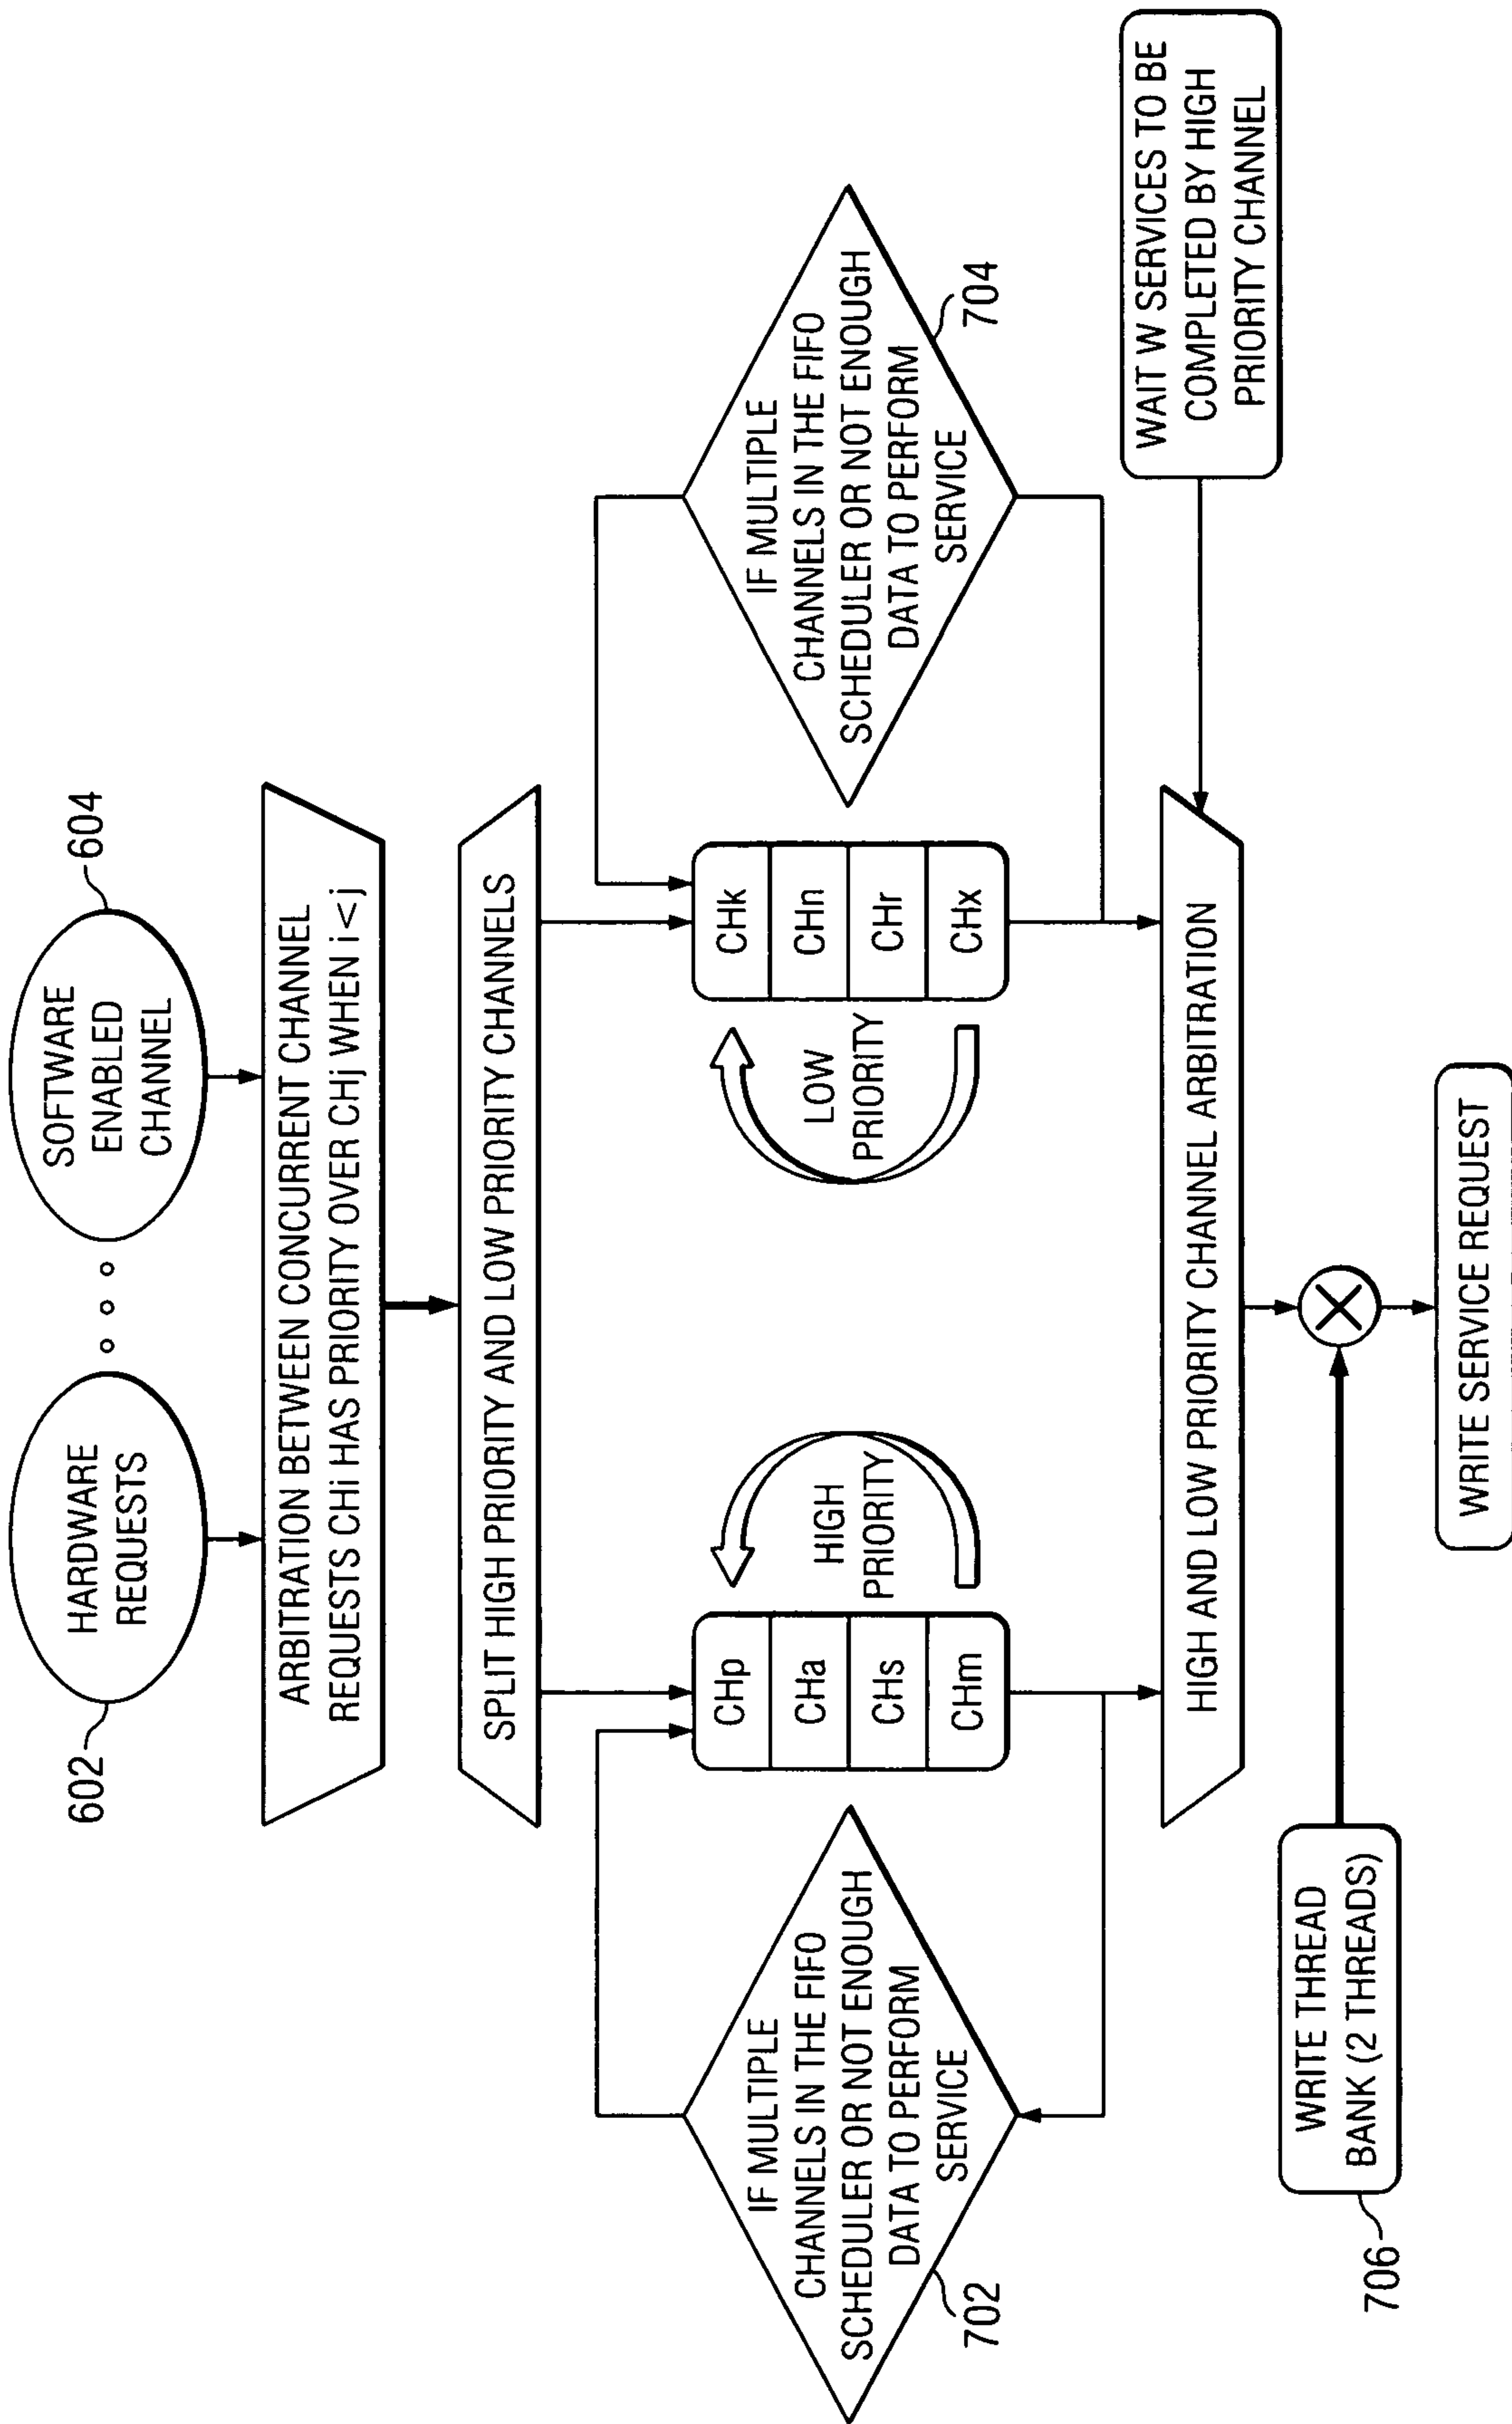 602
HARDWARE
REQUESTS
SOFTWARE
ENABLED
CHANNEL
604
ARBITRATION BETWEEN CONCURRENT CHANNEL
REQUESTS CHi HAS PRIORITY OVER CHj WHEN i<j
SPLIT HIGH PRIORITY AND LOW PRIORITY CHANNELS
IF MULTIPLE
CHANNELS IN THE FIFO
SCHEDULER OR NOT ENOUGH
DATA TO PERFORM
SERVICE
702
CHp
CHa
CHs
CHm
HIGH
PRIORITY
LOW
PRIORITY
CHk
CHn
CHr
CHx
IF MULTIPLE
CHANNELS IN THE FIFO
SCHEDULER OR NOT ENOUGH
DATA TO PERFORM
SERVICE
704
HIGH AND LOW PRIORITY CHANNEL ARBITRATION
WAIT W SERVICES TO BE
COMPLETED BY HIGH
PRIORITY CHANNEL
WRITE THREAD
BANK (2 THREADS)
706
WRITE SERVICE REQUEST